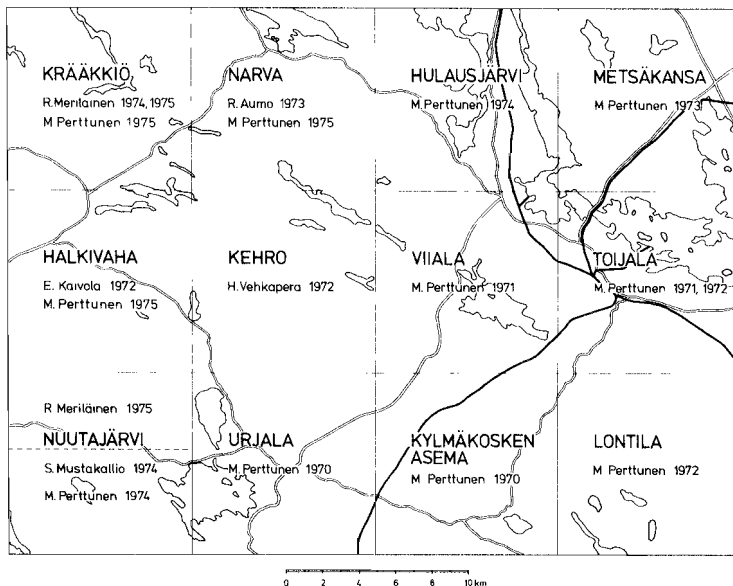 KRÄÄKKIÖ
R. Meriläinen 1974, 1975
M Perttunen 1975
NARVA
R. Aumo 1973
M Perttunen 1975
HULAUSJÄRVI
M. Perttunen 1974
METSÄKANSA
M Perttunen 1973
HALKIVAHA
E. Kaivola 1972
M. Perttunen 1975
KEHRO
H. Vehkapera 1972
VIIALA
M. Perttunen 1971
TOIJALA
M. Perttunen 1971, 1972
R Meriläinen 1975
NUUTAJÄRVI
S. Mustakallio 1974
M. Perttunen 1974
URJALA
M. Perttunen 1970
KYLMÄKOSKEN
ASEMA
M Perttunen 1970
LONTILA
M Perttunen 1972
0 2 4 6 8 10 km